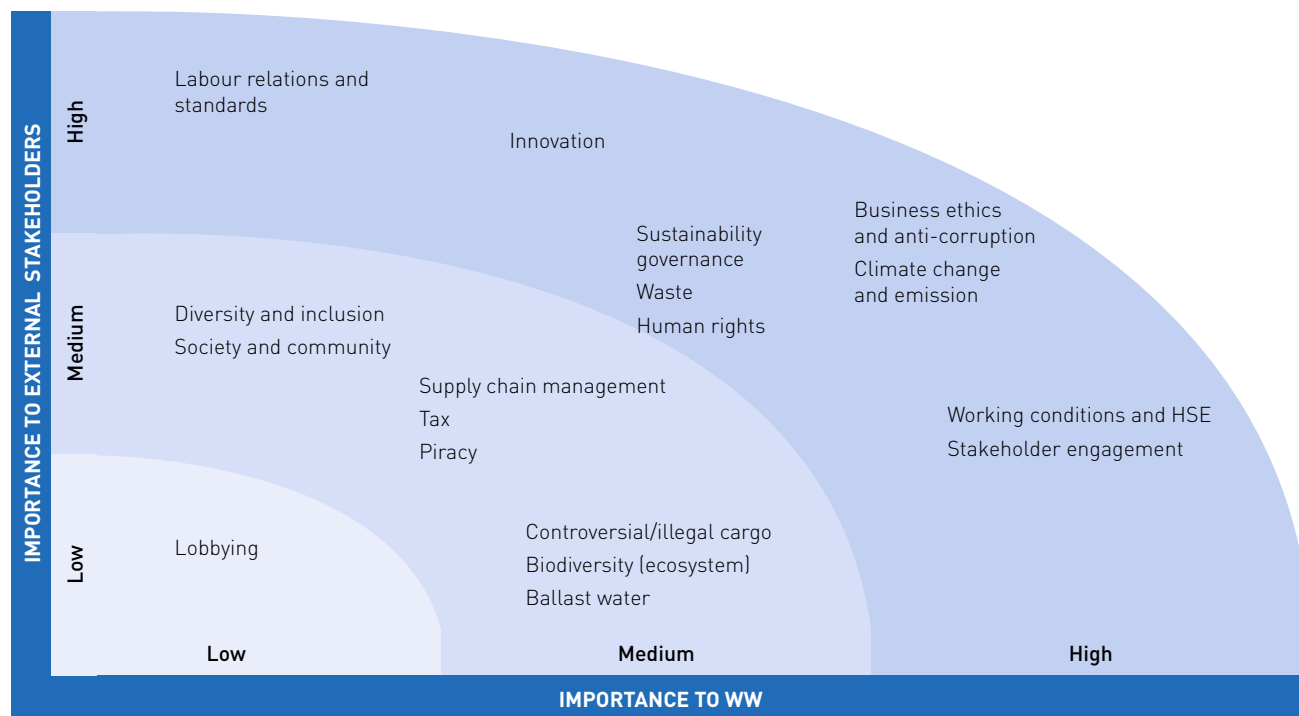 IMPORTANCE TO EXTERNAL STAKEHOLDERS
High
Labour relations and
standards
Innovation
Business ethics
and anti-corruption
Climate change
and emission
Sustainability
governance
Waste
Human rights
Medium
Diversity and inclusion
Society and community
Supply chain management
Tax
Piracy
Working conditions and HSE
Stakeholder engagement
Low
Lobbying
Controversial/illegal cargo
Biodiversity (ecosystem)
Ballast water
Low
Medium
High
IMPORTANCE TO WW